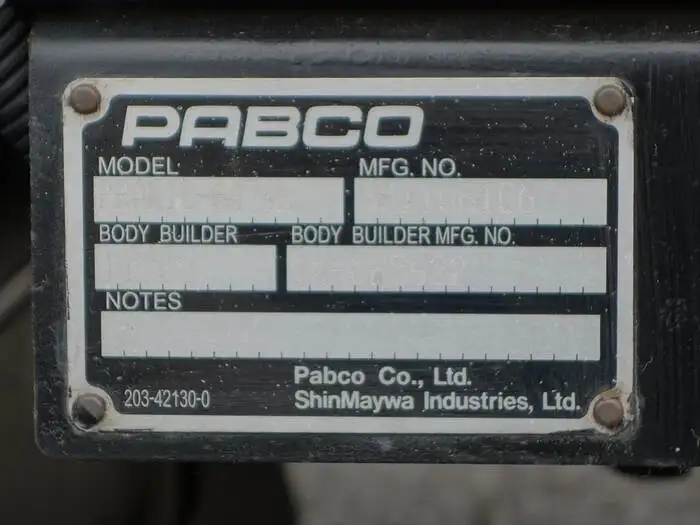 PABCO
MODEL
MFG. NO.
BODY BUILDER
BODY BUILDER MFG. NO.
NOTES
203-42130-0
Pabco Co., Ltd.
ShinMaywa Industries, Ltd.